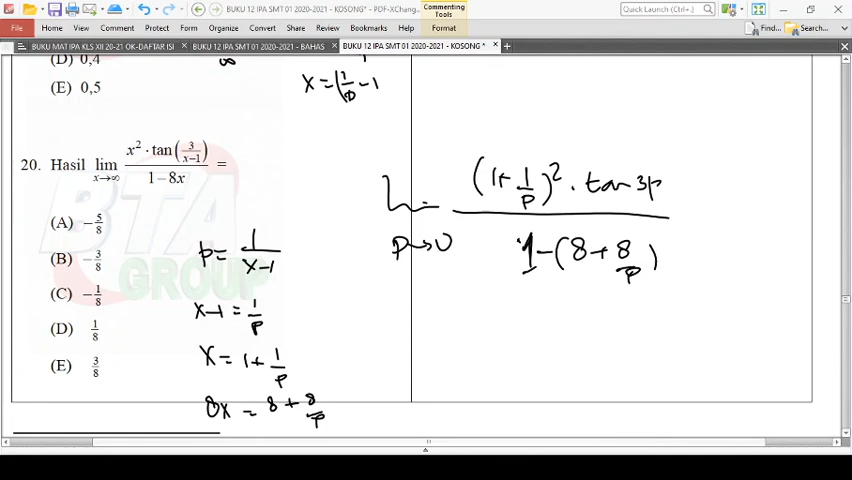 BUKU 12 IPA SMT 01 2020-2021 - KOSONG* - PDF-XChang
Commenting Tools
Quick Launch (Ctrl+.)
File Home Convert Comment Protect Form Organize Convert Share Review Bookmarks Help Arrange Format Find... Search...
BUKU MAT IPA KLS XII 20-21 OK-DAFTAR ISI × BUKU 12 IPA SMT 01 2020-2021 - BAHAS × BUKU 12 IPA SMT 01 2020-2021 - KOSONG * × +
(D) 0,4
∞
(E) 0,5
x = 1/p - 1
20. Hasil lim x→∞ x² · tan(3/(x−1)) / (1−8x) =
(A) −5/8
(B) −3/8
(C) −1/8
(D) 1/8
(E) 3/8
BTA
GROUP
p = 1/(x-1)
x-1 = 1/p
x = 1+ 1/p
8x = 8 + 8/p
p→0
(1+ 1/p)² . tan 3p
1-(8+ 8/p)